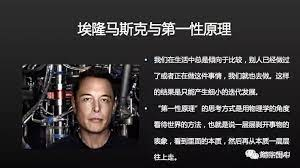 埃隆马斯克与第一性原理
• 我们在生活中总是倾向于比较，别人已经做过
了或者正在做这件事情，我们就也去做。这样
的结果是只能产生细小的迭代发展。
• “第一性原理”的思考方式是用物理学的角度
看待世界的方法，也就是说一层层剥开事物的
表象，看到里面的本质，然后再从本质一层层
往上走。